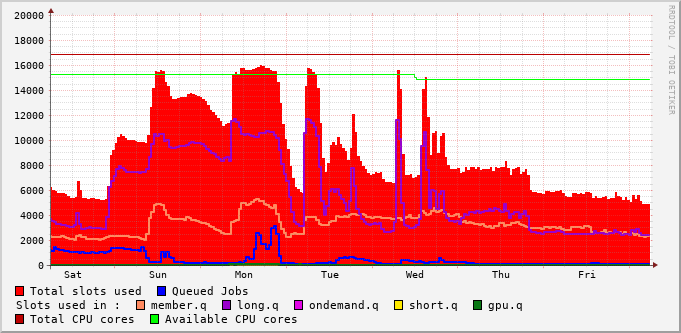 20000
18000
16000
14000
12000
10000
8000
6000
4000
2000
0
Sat Sun Mon Tue Wed Thu Fri
RRDTOOL / TOBI OETIKER
Total slots used Queued Jobs
Slots used in : member.q long.q ondemand.q short.q gpu.q
Total CPU cores Available CPU cores